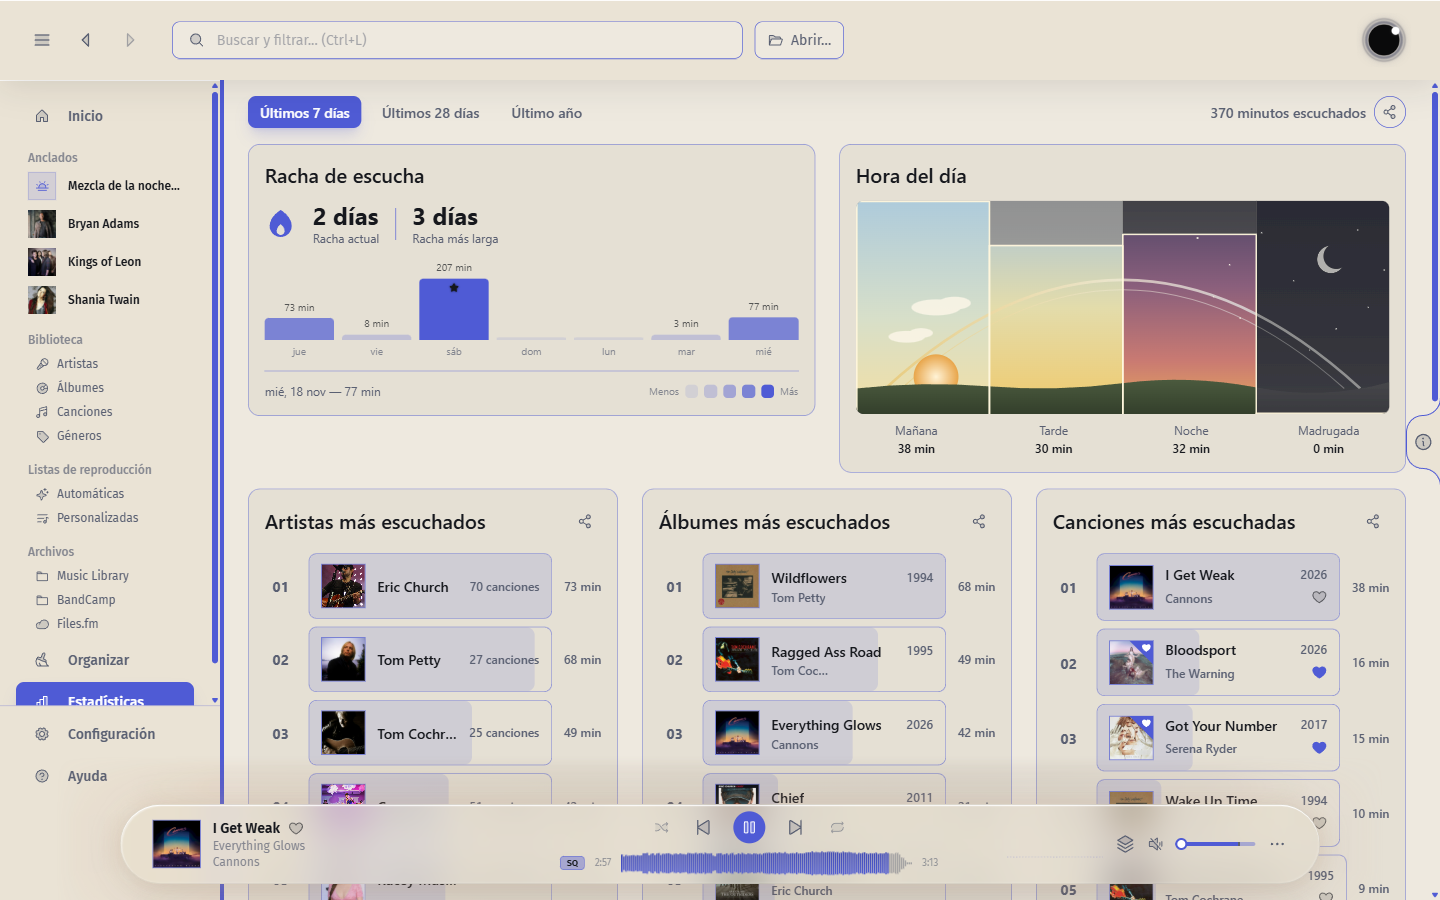 Buscar y filtrar... (Ctrl+L)
Abrir...
Inicio
Anclados
Mezcla de la noche...
Bryan Adams
Kings of Leon
Shania Twain
Biblioteca
Artistas
Álbumes
Canciones
Géneros
Listas de reproducción
Automáticas
Personalizadas
Archivos
Music Library
BandCamp
Files.fm
Organizar
Estadísticas
Configuración
Ayuda
Últimos 7 días
Últimos 28 días
Último año
370 minutos escuchados
Racha de escucha
2 días
Racha actual
3 días
Racha más larga
73 min
8 min
207 min
3 min
77 min
jue
vie
sáb
dom
lun
mar
mié
mié, 18 nov — 77 min
Menos
Más
Hora del día
Mañana
38 min
Tarde
30 min
Noche
32 min
Madrugada
0 min
Artistas más escuchados
01
Eric Church
70 canciones
73 min
02
Tom Petty
27 canciones
68 min
03
Tom Cochr...
25 canciones
49 min
Álbumes más escuchados
01
Wildflowers
1994
Tom Petty
68 min
02
Ragged Ass Road
1995
Tom Coc...
49 min
03
Everything Glows
2026
Cannons
42 min
Chief
2011
Eric Church
Canciones más escuchadas
01
I Get Weak
2026
Cannons
38 min
02
Bloodsport
2026
The Warning
16 min
03
Got Your Number
2017
Serena Ryder
15 min
Wake Up Time
1994
10 min
1995
05
Tom Cochrane
9 min
I Get Weak
Everything Glows
Cannons
SQ
2:57
3:13